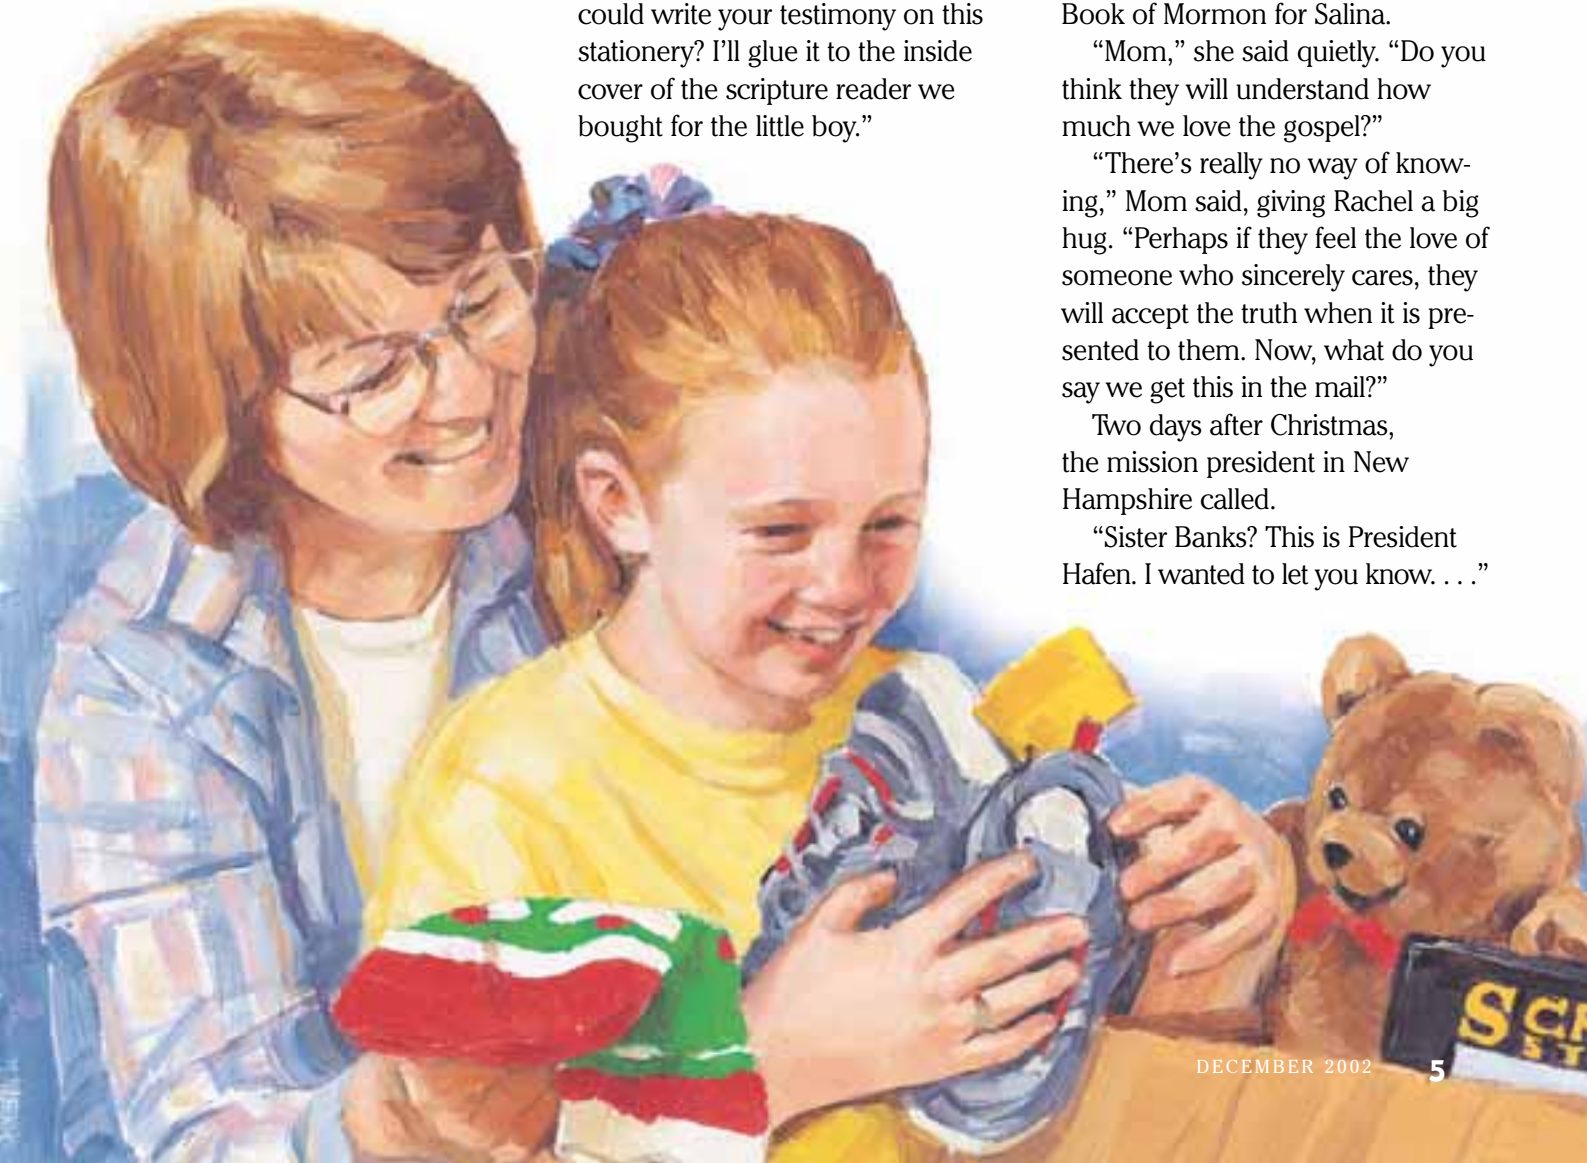 could write your testimony on this
stationery? I’ll glue it to the inside
cover of the scripture reader we
bought for the little boy.”
Book of Mormon for Salina.
“Mom,” she said quietly. “Do you
think they will understand how
much we love the gospel?”
“There’s really no way of know-
ing,” Mom said, giving Rachel a big
hug. “Perhaps if they feel the love of
someone who sincerely cares, they
will accept the truth when it is pre-
sented to them. Now, what do you
say we get this in the mail?”
Two days after Christmas,
the mission president in New
Hampshire called.
“Sister Banks? This is President
Hafen. I wanted to let you know. . . .”
SC
ST
DECEMBER 2002 5